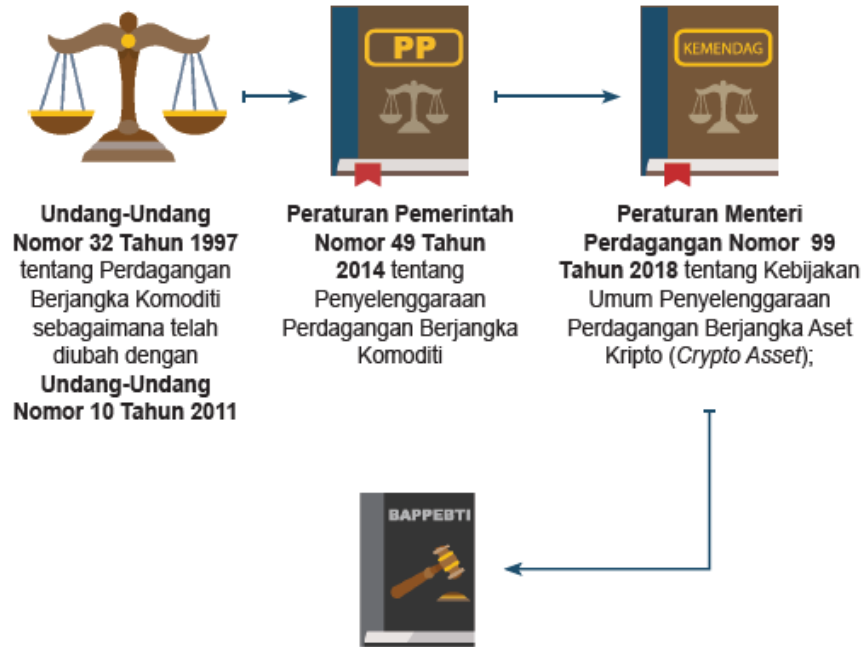 PP
KEMENDAG
Undang-Undang
Nomor 32 Tahun 1997
tentang Perdagangan
Berjangka Komoditi
sebagaimana telah
diubah dengan
Undang-Undang
Nomor 10 Tahun 2011
Peraturan Pemerintah
Nomor 49 Tahun
2014 tentang
Penyelenggaraan
Perdagangan Berjangka
Komoditi
Peraturan Menteri
Perdagangan Nomor 99
Tahun 2018 tentang Kebijakan
Umum Penyelenggaraan
Perdagangan Berjangka Aset
Kripto (Crypto Asset);
BAPPEBTI